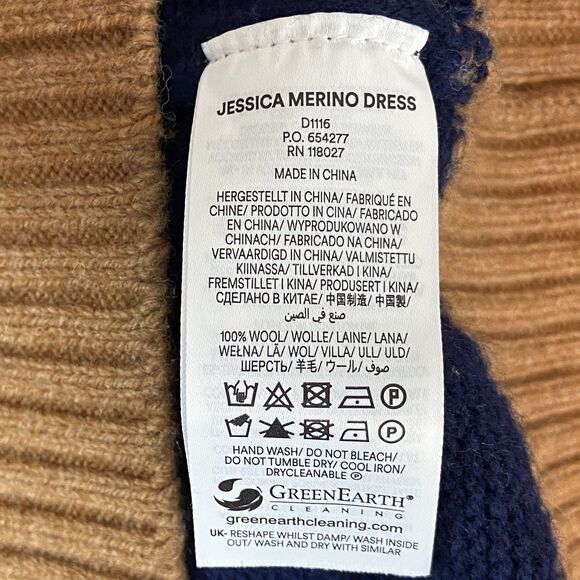 JESSICA MERINO DRESS
D1116
P.O. 654277
RN 118027
MADE IN CHINA
HERGESTELLT IN CHINA/ FABRIQUÉ EN
CHINE/ PRODOTTO IN CINA/ FABRICADO
EN CHINA/ WYPRODUKOWANO W
CHINACH/ FABRICADO NA CHINA/
VERVAARDIGD IN CHINA/ VALMISTETTU
KIINASSA/ TILLVERKAD I KINA/
FREMSTILLET I KINA/ PRODUSERT I KINA/
СДЕЛАНО В КИТАЕ/ 中国制造/ 中国製/
صنع في الصين
100% WOOL/ WOLLE/ LAINE/ LANA/
WEŁNA/ LÃ/ WOL/ VILLA/ ULL/ ULD/
ШЕРСТЬ/ 羊毛/ ウール/ صوف
P
P
HAND WASH/ DO NOT BLEACH/
DO NOT TUMBLE DRY/ COOL IRON/
DRYCLEANABLE Ⓟ
GREENEARTH®
CLEANING
greenearthcleaning.com
UK- RESHAPE WHILST DAMP/ WASH INSIDE
OUT/ WASH AND DRY WITH SIMILAR